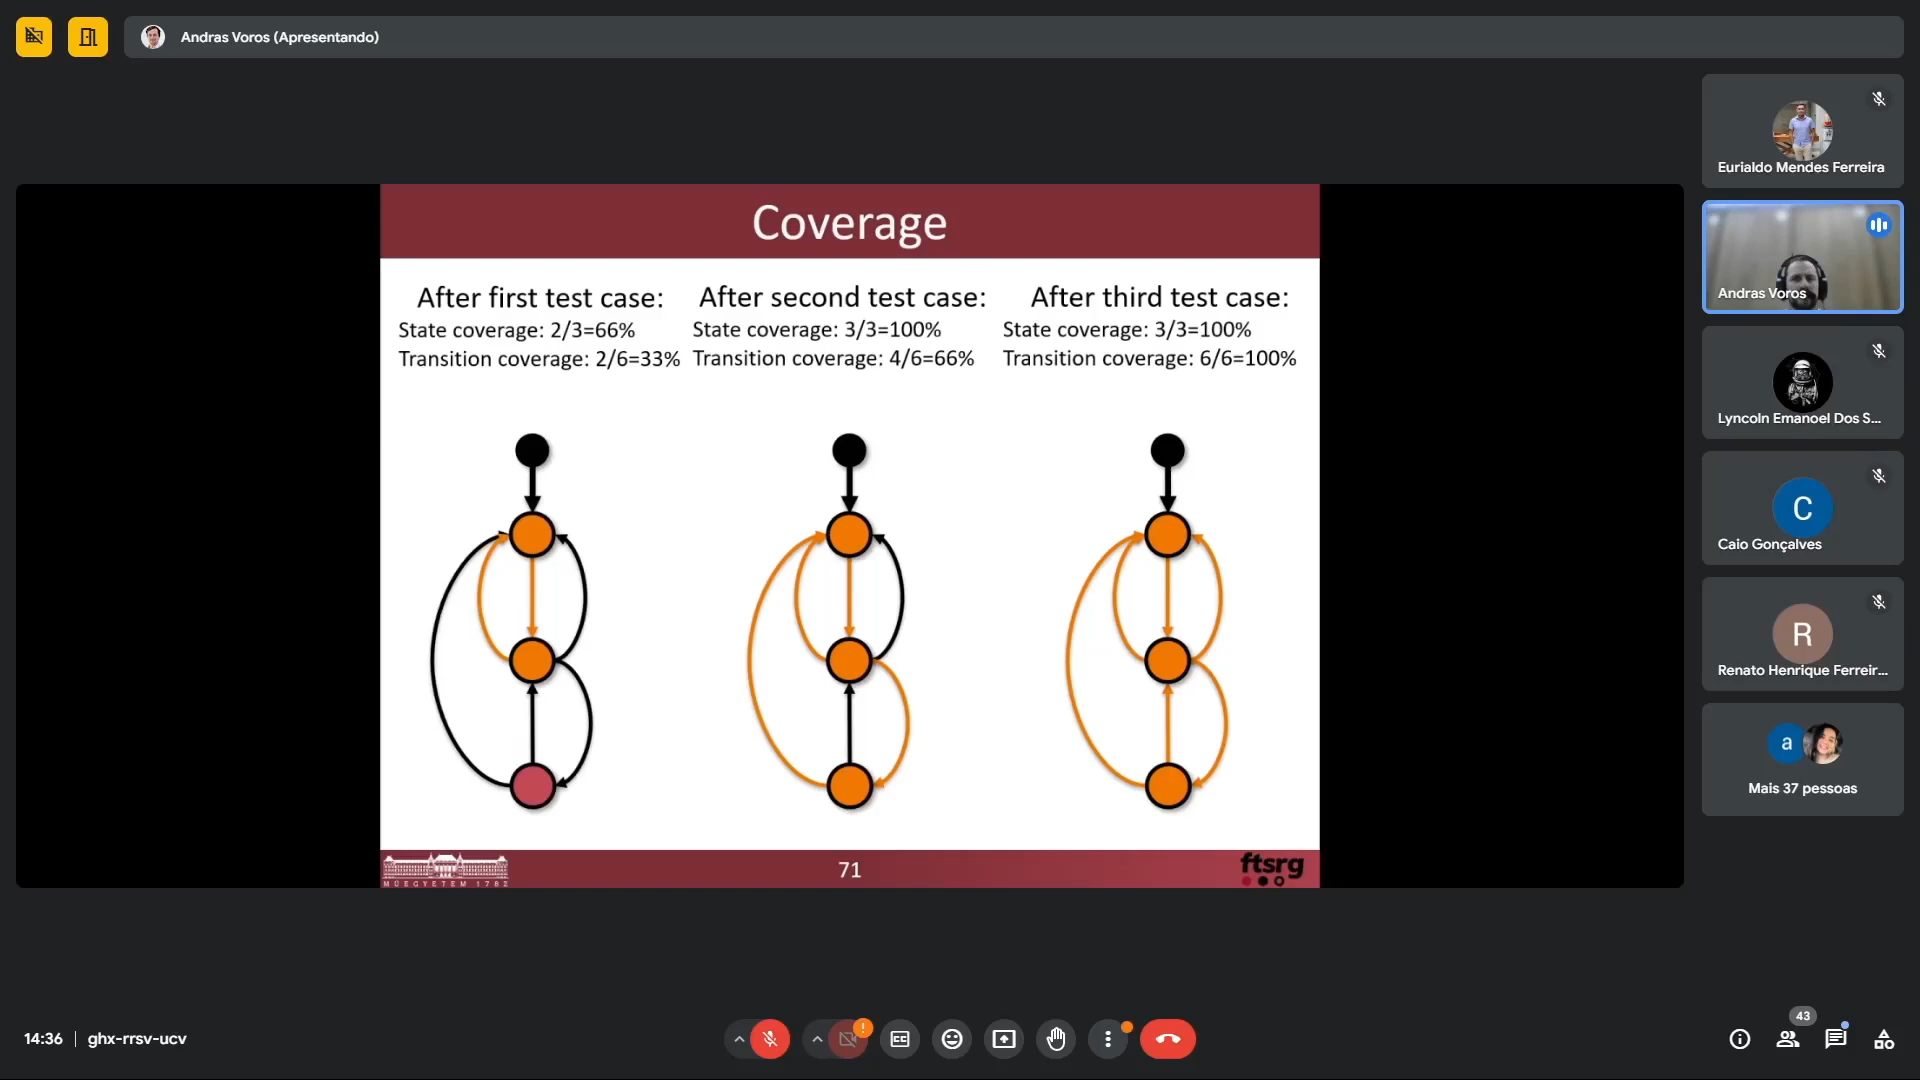 Andras Voros (Apresentando)
Coverage
After first test case:
State coverage: 2/3=66%
Transition coverage: 2/6=33%
After second test case:
State coverage: 3/3=100%
Transition coverage: 4/6=66%
After third test case:
State coverage: 3/3=100%
Transition coverage: 6/6=100%
MŰEGYETEM 1782
71
ftsrg
Eurialdo Mendes Ferreira
Andras Voros
Lyncoln Emanoel Dos S...
C
Caio Gonçalves
R
Renato Henrique Ferreir...
a
Mais 37 pessoas
14:36
ghx-rrsv-ucv
!
CC
43